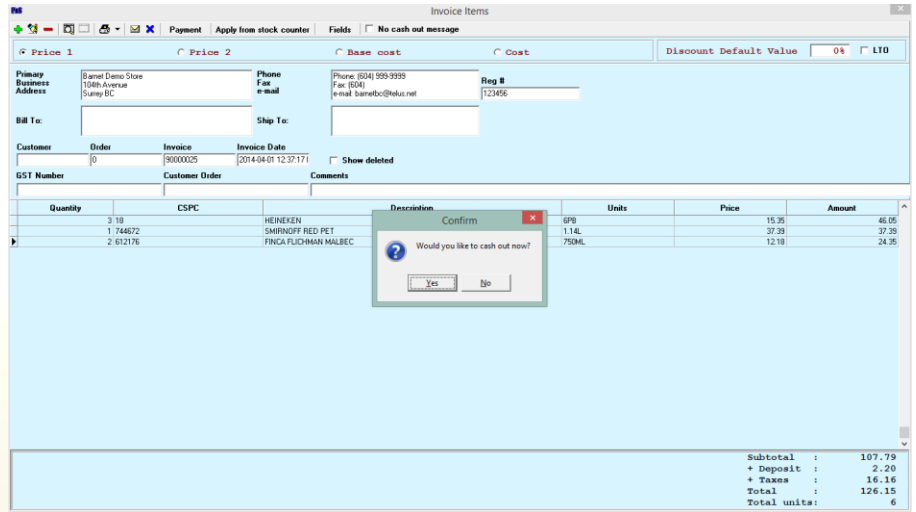 Invoice Items
Payment Apply from stock counter Fields No cash out message
Price 1 Price 2 Base cost Cost Discount Default Value 0% LTO
Primary Business Address
Barnet Demo Store
104th Avenue
Surrey BC
Phone
Fax
e-mail
Phone: (604) 999-9999
Fax: (604)
e-mail: barnetbc@telus.net
Reg #
123456
Bill To: Ship To:
Customer Order Invoice Invoice Date
0 90000025 2014-04-01 12:37:17 Show deleted
GST Number Customer Order Comments
Quantity CSPC Description Units Price Amount
3 18 HEINEKEN 6PB 15.35 46.05
1 744672 SMIRNOFF RED PET 1.14L 37.39 37.39
2 612176 FINCA FLICHMAN MALBEC 750ML 12.18 24.35
Confirm
Would you like to cash out now?
Yes No
Subtotal : 107.79
+ Deposit : 2.20
+ Taxes : 16.16
Total : 126.15
Total units: 6